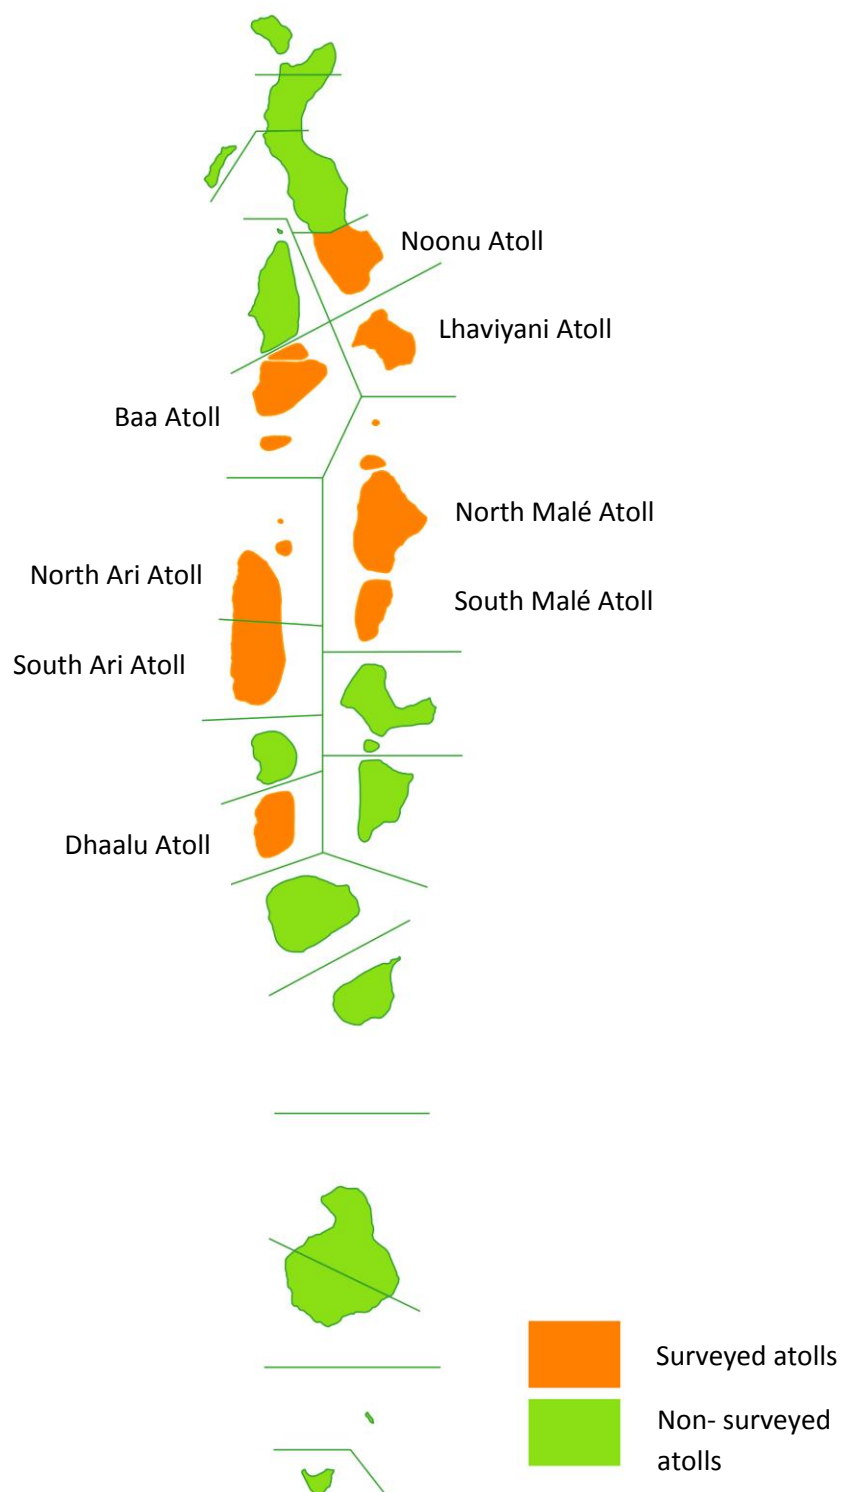 Noonu Atoll
Lhaviyani Atoll
Baa Atoll
North Malé Atoll
North Ari Atoll
South Malé Atoll
South Ari Atoll
Dhaalu Atoll
Surveyed atolls
Non- surveyed
atolls